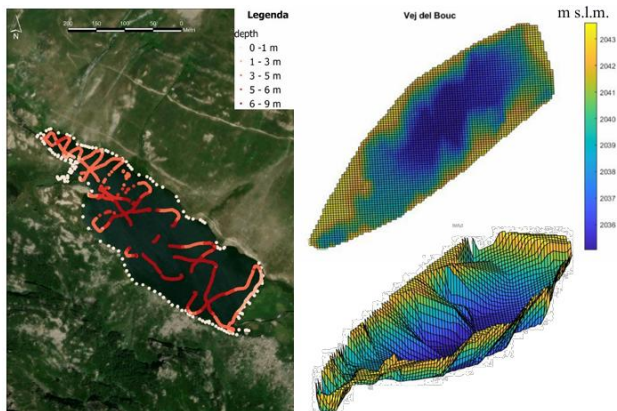 Legenda
depth
0 -1 m
1 - 3 m
3 - 5 m
5 - 6 m
6 - 9 m
N
200 150 100 50 0
Metri
Vej del Bouc
m s.l.m.
2043
2042
2041
2040
2039
2038
2037
2036